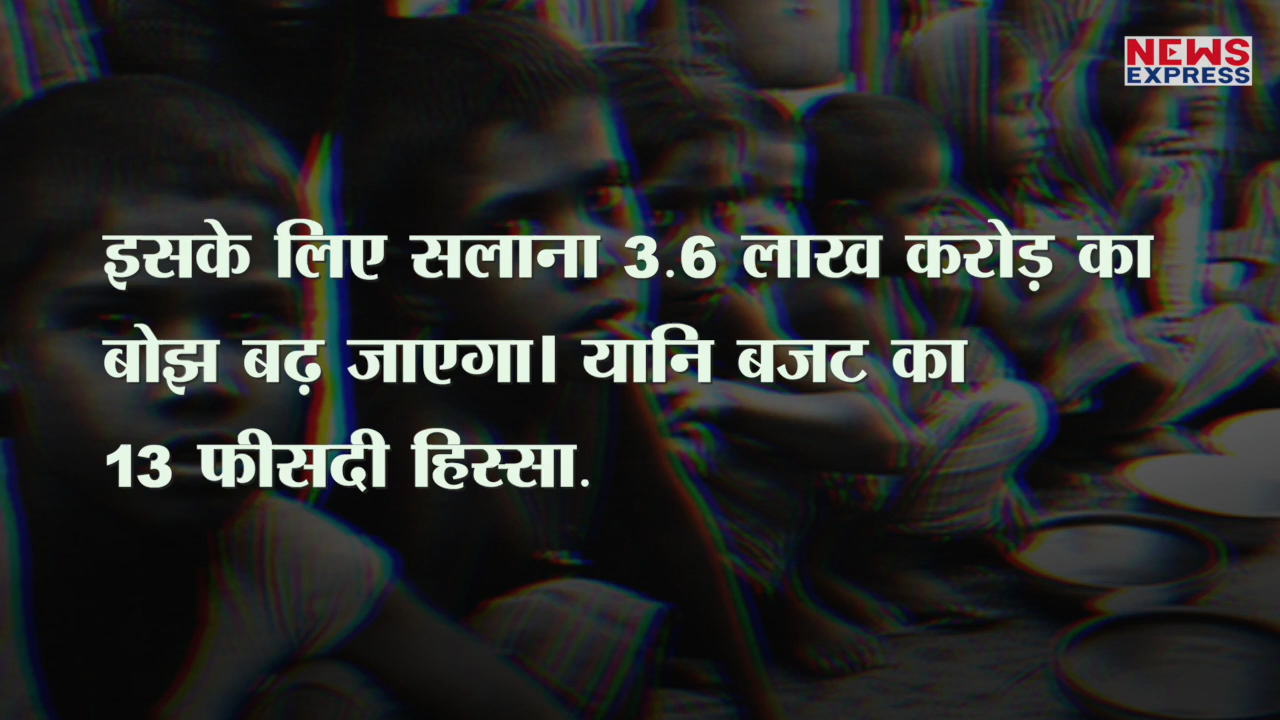 NEWS
EXPRESS
इसके लिए सलाना 3.6 लाख करोड़ का
बोझ बढ़ जाएगा। यानि बजट का
13 फीसदी हिस्सा.